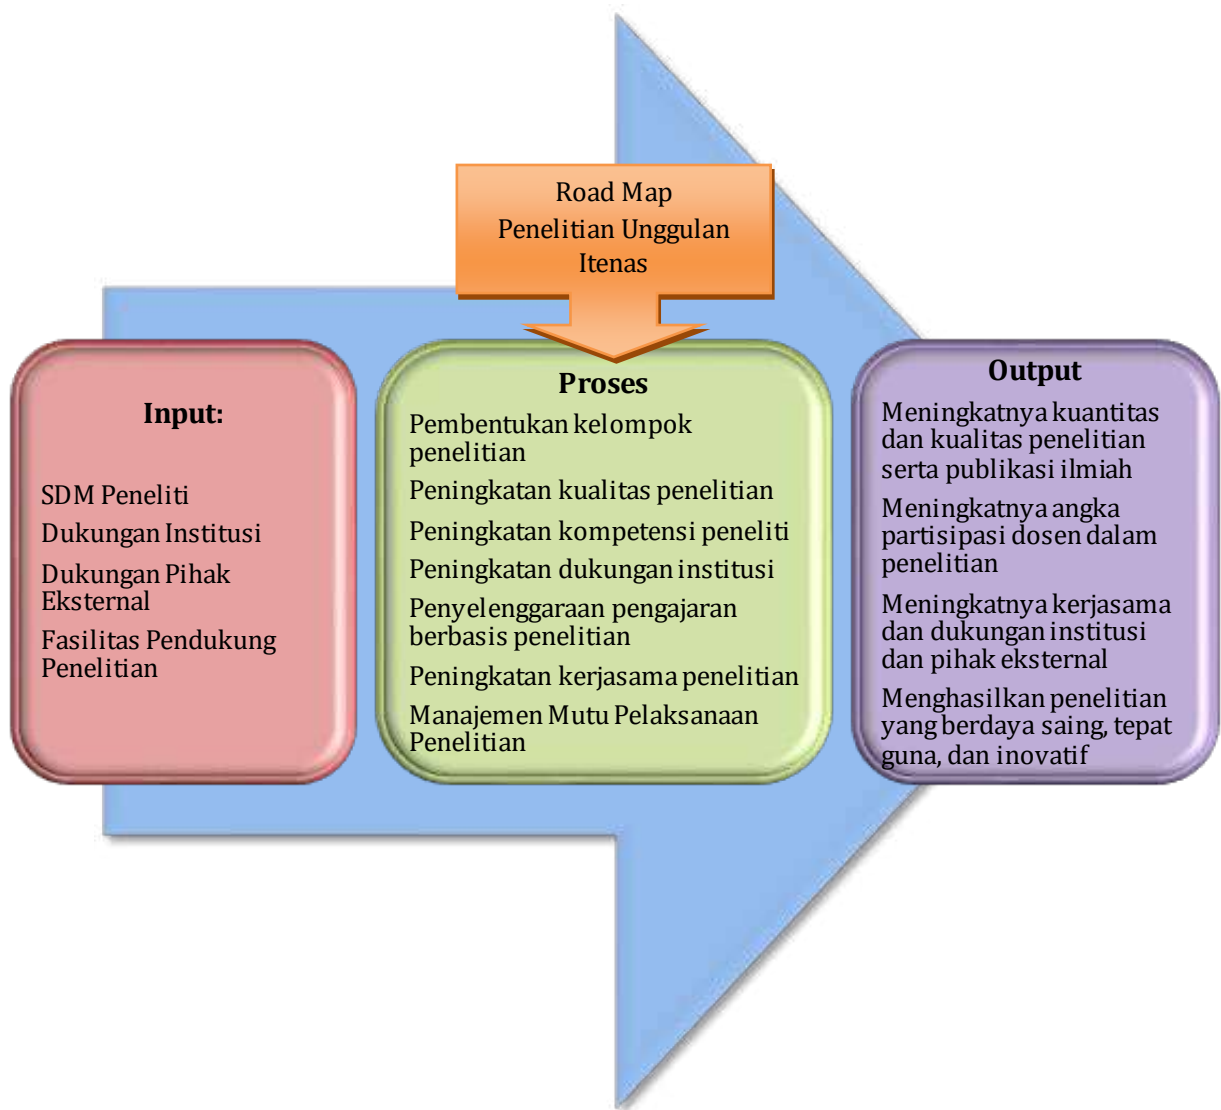 Road Map
Penelitian Unggulan
Itenas
Input:
SDM Peneliti
Dukungan Institusi
Dukungan Pihak
Eksternal
Fasilitas Pendukung
Penelitian
Proses
Pembentukan kelompok
penelitian
Peningkatan kualitas penelitian
Peningkatan kompetensi peneliti
Peningkatan dukungan institusi
Penyelenggaraan pengajaran
berbasis penelitian
Peningkatan kerjasama penelitian
Manajemen Mutu Pelaksanaan
Penelitian
Output
Meningkatnya kuantitas
dan kualitas penelitian
serta publikasi ilmiah
Meningkatnya angka
partisipasi dosen dalam
penelitian
Meningkatnya kerjasama
dan dukungan institusi
dan pihak eksternal
Menghasilkan penelitian
yang berdaya saing, tepat
guna, dan inovatif